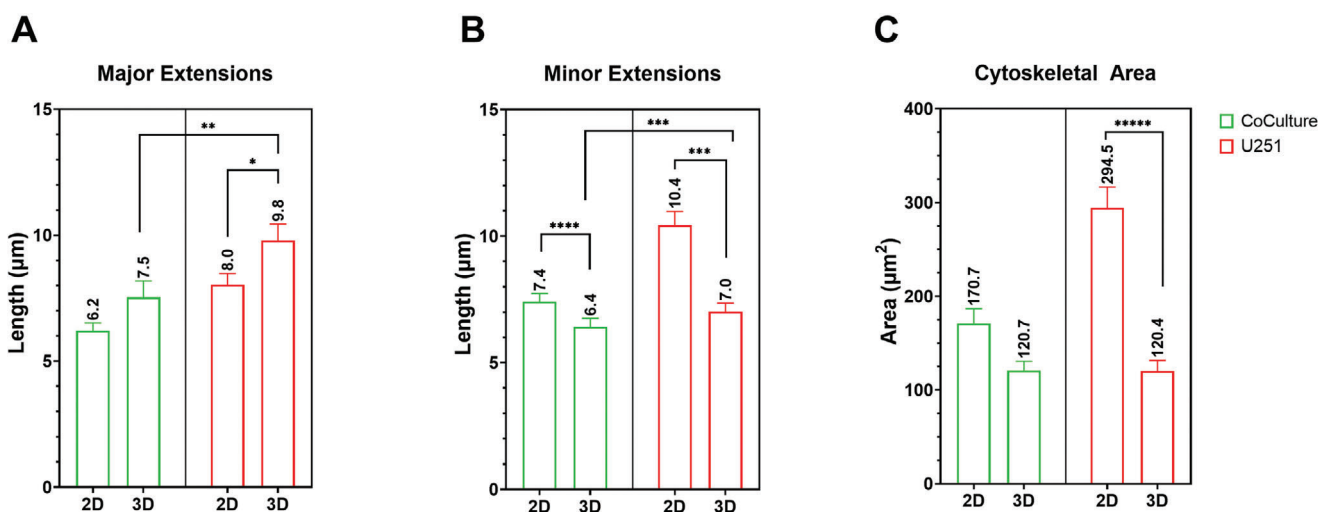 A
Major Extensions
Length (μm)
15
10
5
0
6.2
7.5
8.0
9.8
**
*
2D 3D 2D 3D
B
Minor Extensions
Length (μm)
15
10
5
0
7.4
6.4
10.4
7.0
****
***
***
2D 3D 2D 3D
C
Cytoskeletal Area
Area (μm²)
400
300
200
100
0
170.7
120.7
294.5
120.4
*****
2D 3D 2D 3D
CoCulture
U251